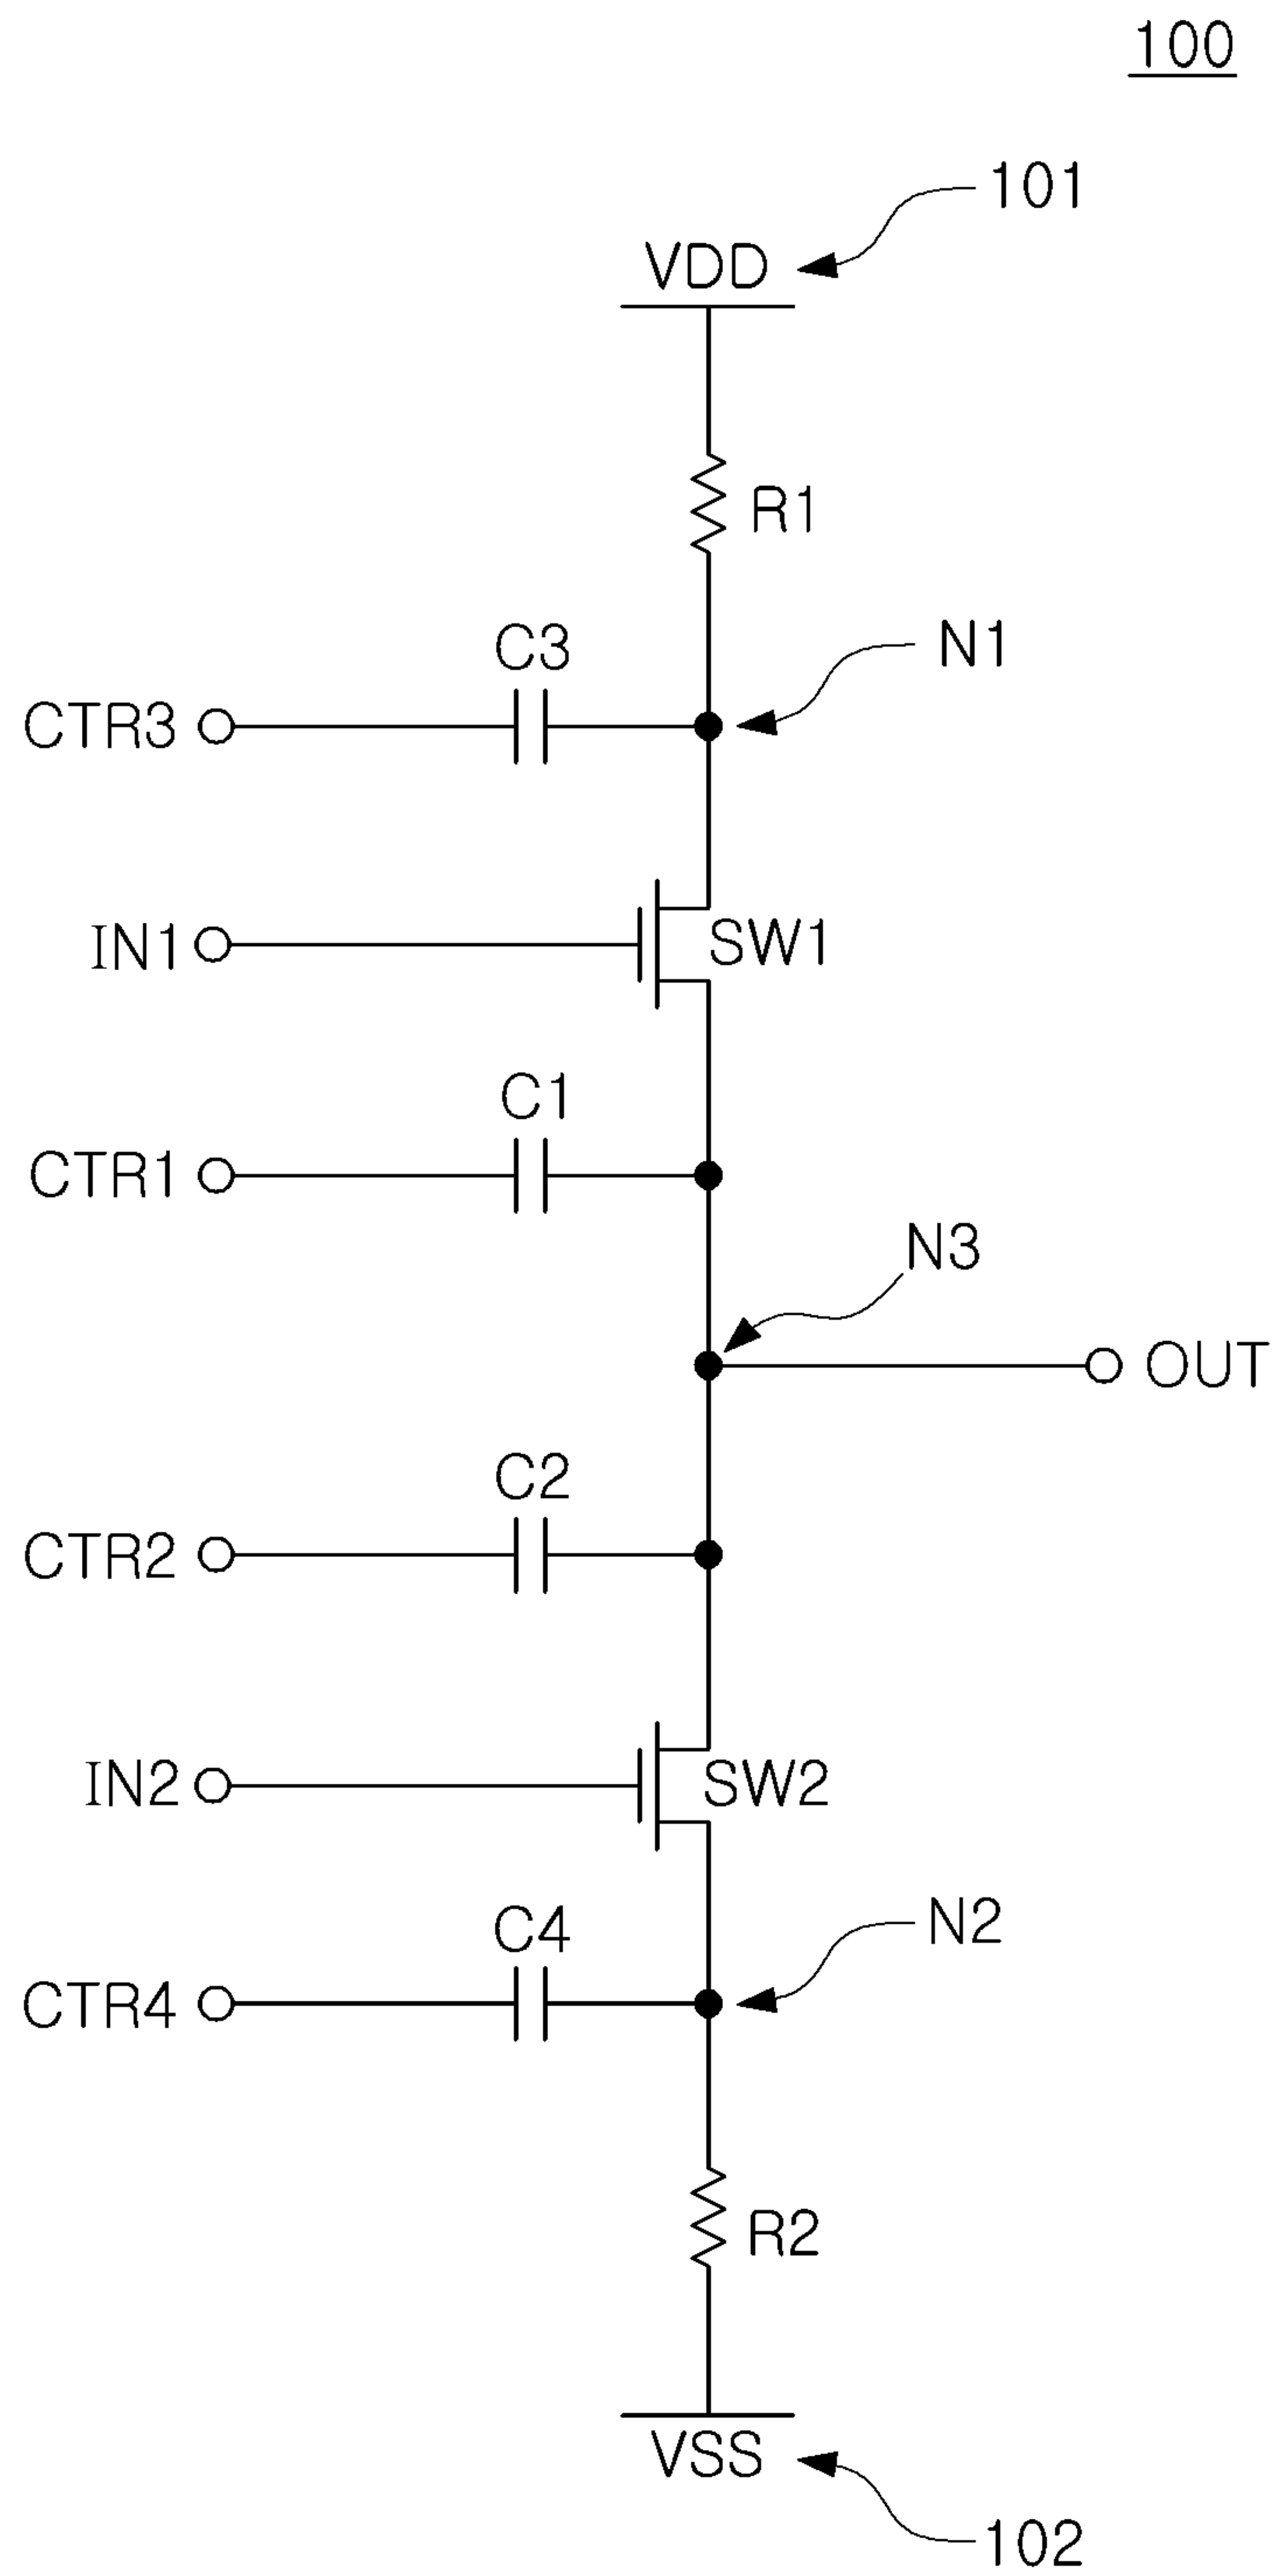 100
101
VDD
R1
C3
N1
CTR3
IN1
SW1
C1
CTR1
N3
OUT
C2
CTR2
IN2
SW2
C4
N2
CTR4
R2
VSS
102